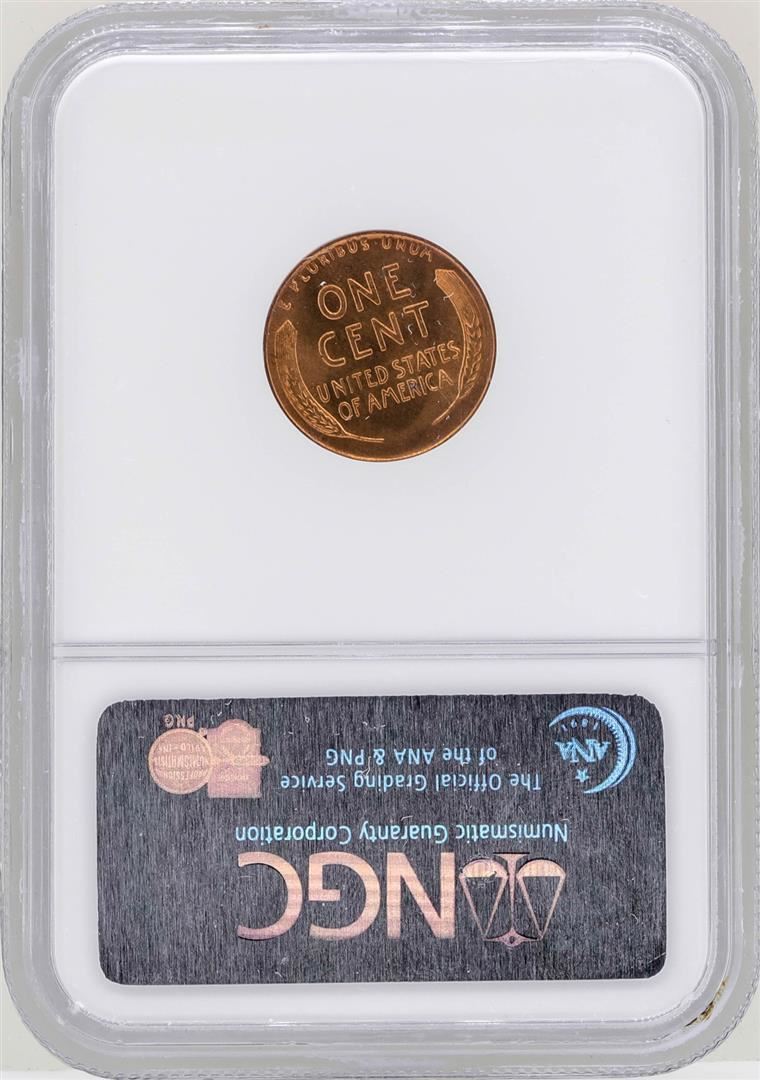 E PLURIBUS UNUM
ONE
CENT
UNITED STATES
OF AMERICA
NGC
Numismatic Guaranty Corporation
The Official Grading Service
of the ANA & PNG
ANA
1891
PNG